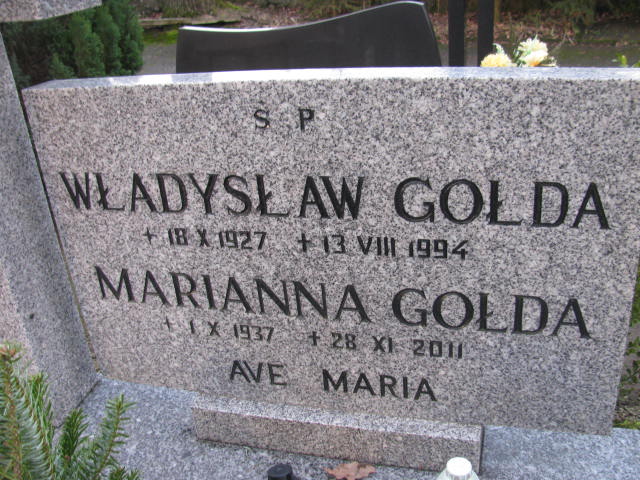 S P
WŁADYSŁAW GOŁDA
+ 18 X 1927 + 13 VIII 1994
MARIANNA GOŁDA
+ 1 X 1937 + 28 XI 2011
AVE MARIA